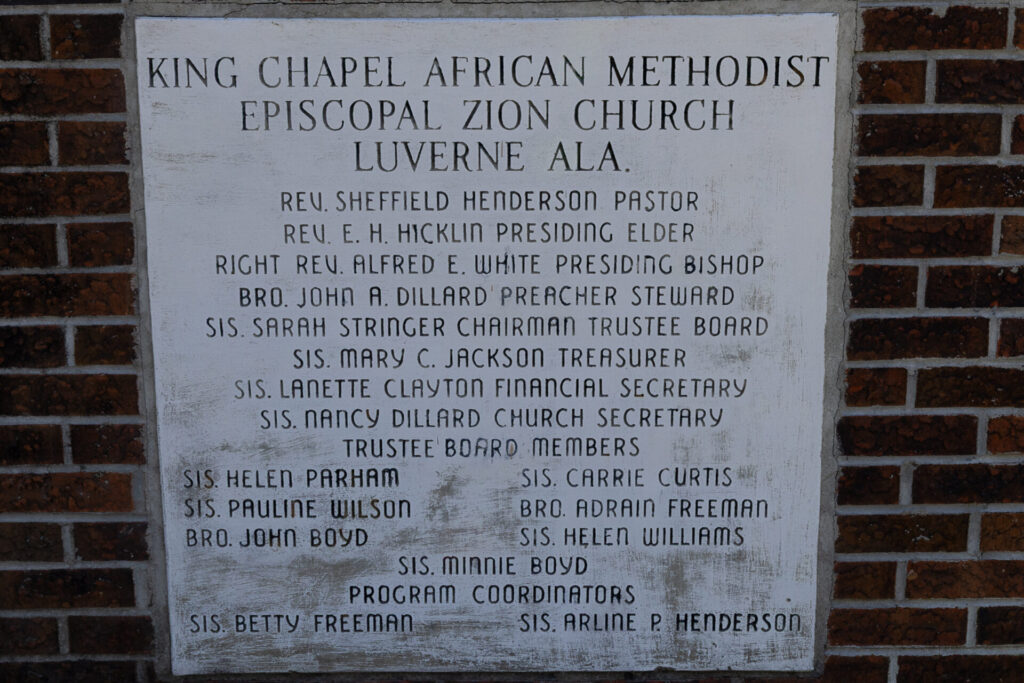 KING CHAPEL AFRICAN METHODIST
EPISCOPAL ZION CHURCH
LUVERNE ALA.
REV. SHEFFIELD HENDERSON PASTOR
REV. E. H. HICKLIN PRESIDING ELDER
RIGHT REV. ALFRED E. WHITE PRESIDING BISHOP
BRO. JOHN A. DILLARD PREACHER STEWARD
SIS. SARAH STRINGER CHAIRMAN TRUSTEE BOARD
SIS. MARY C. JACKSON TREASURER
SIS. LANETTE CLAYTON FINANCIAL SECRETARY
SIS. NANCY DILLARD CHURCH SECRETARY
TRUSTEE BOARD MEMBERS
SIS. HELEN PARHAM SIS. CARRIE CURTIS
SIS. PAULINE WILSON BRO. ADRAIN FREEMAN
BRO. JOHN BOYD SIS. HELEN WILLIAMS
SIS. MINNIE BOYD
PROGRAM COORDINATORS
SIS. BETTY FREEMAN SIS. ARLINE P. HENDERSON